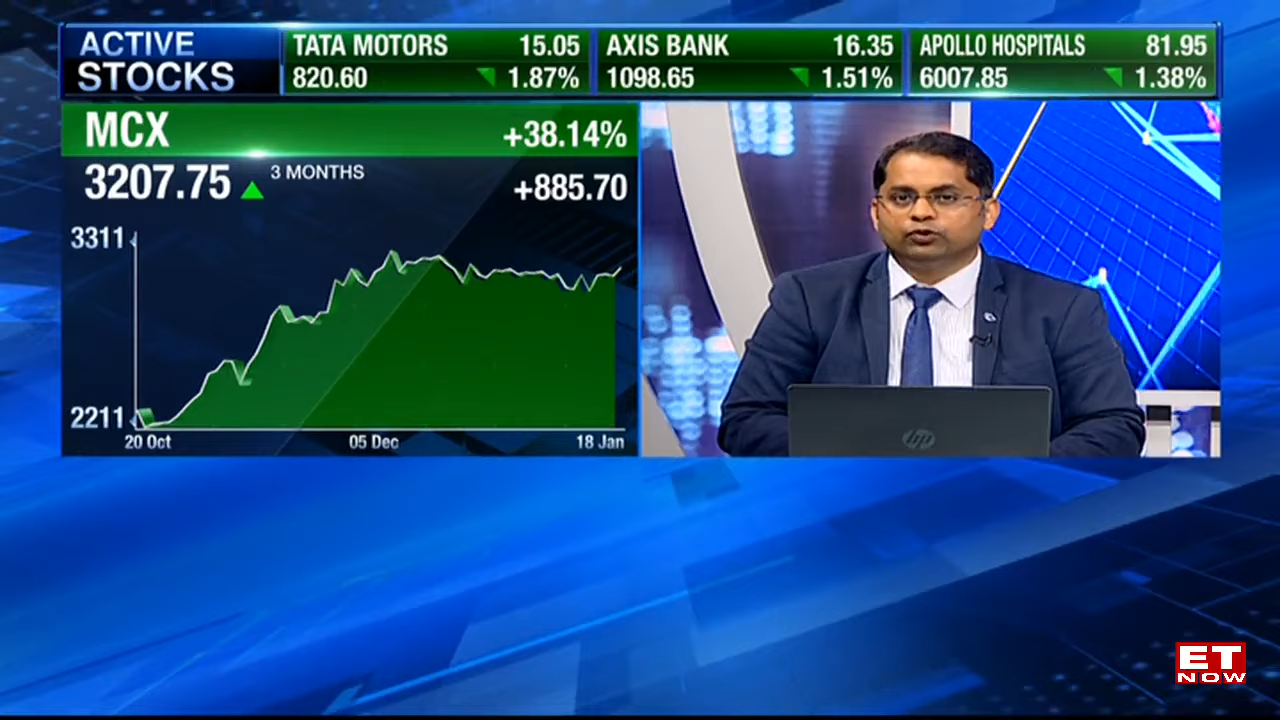 ACTIVE
STOCKS
TATA MOTORS 15.05
820.60 1.87%
AXIS BANK 16.35
1098.65 1.51%
APOLLO HOSPITALS 81.95
6007.85 1.38%
MCX +38.14%
3207.75 3 MONTHS +885.70
3311
2211
20 Oct 05 Dec 18 Jan
hp
ET
NOW